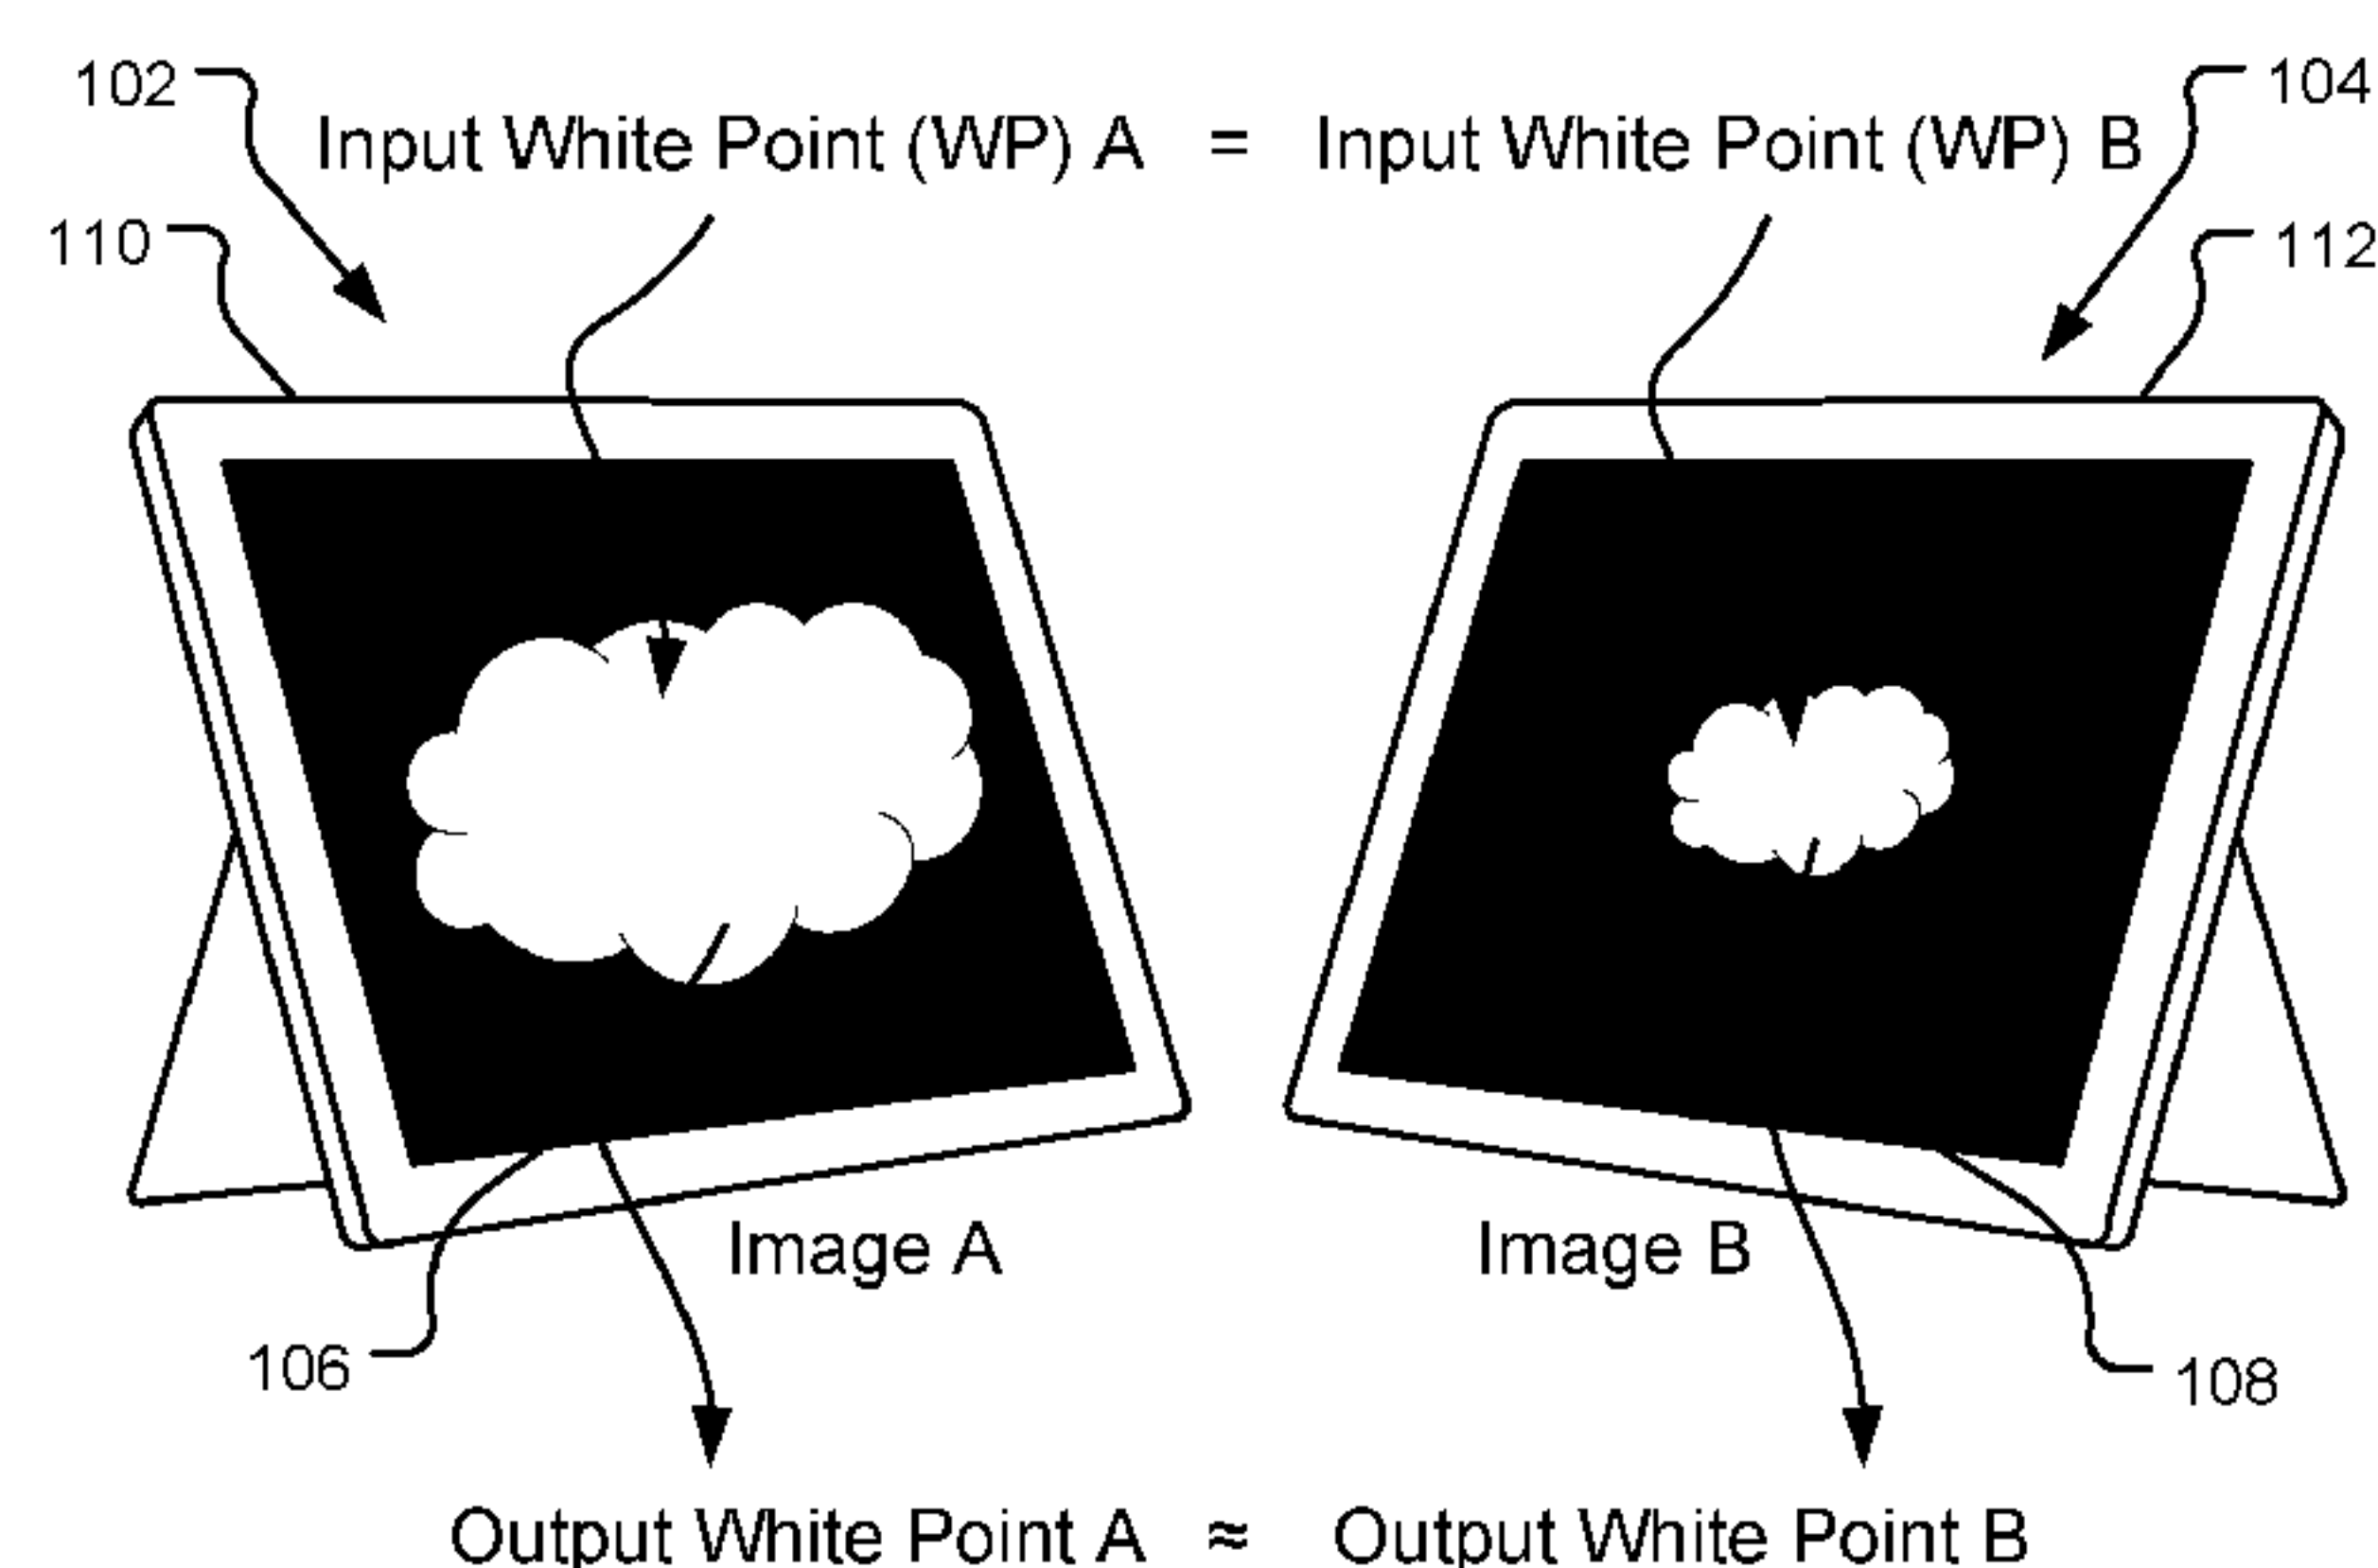 102
104
Input White Point (WP) A = Input White Point (WP) B
110
112
Image A
Image B
106
108
Output White Point A ≈ Output White Point B